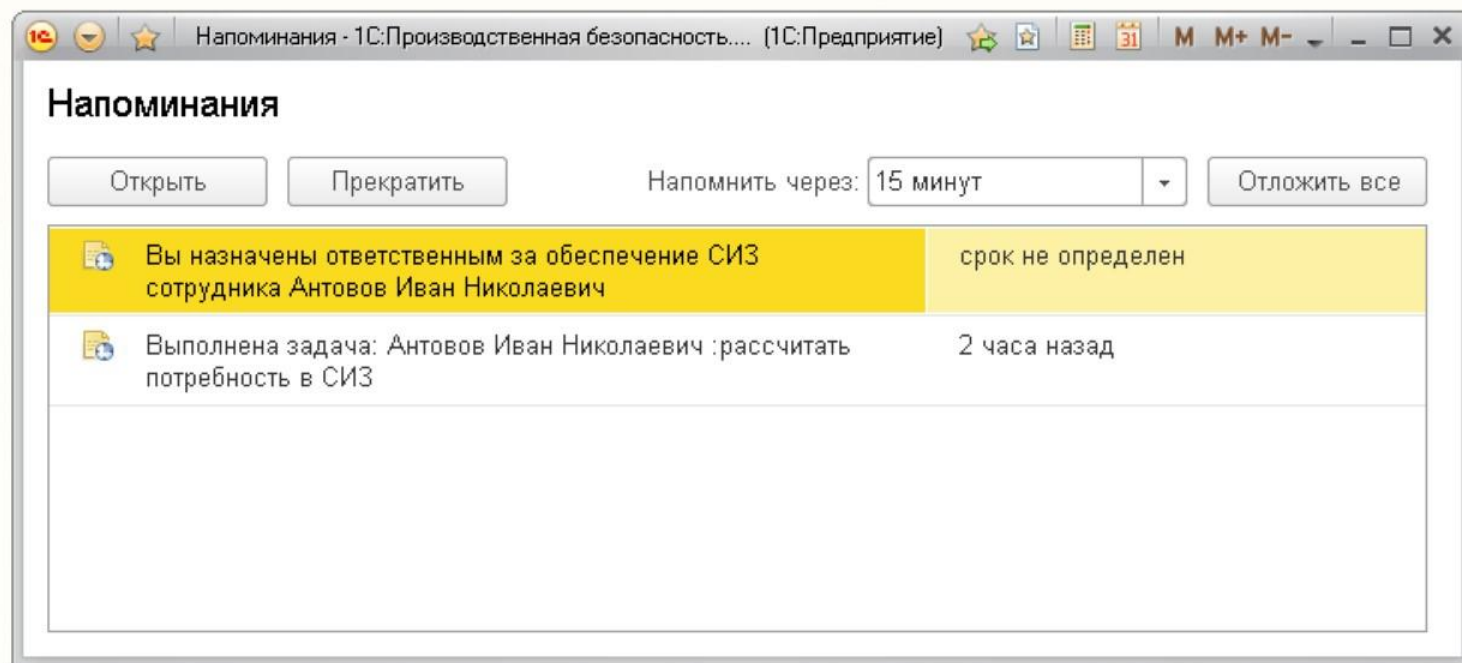 1С Напоминания - 1С:Производственная безопасность.... (1С:Предприятие) 31 M M+ M-
Напоминания
Открыть Прекратить Напомнить через: 15 минут Отложить все
Вы назначены ответственным за обеспечение СИЗ срок не определен
сотрудника Антовов Иван Николаевич
Выполнена задача: Антовов Иван Николаевич :рассчитать 2 часа назад
потребность в СИЗ